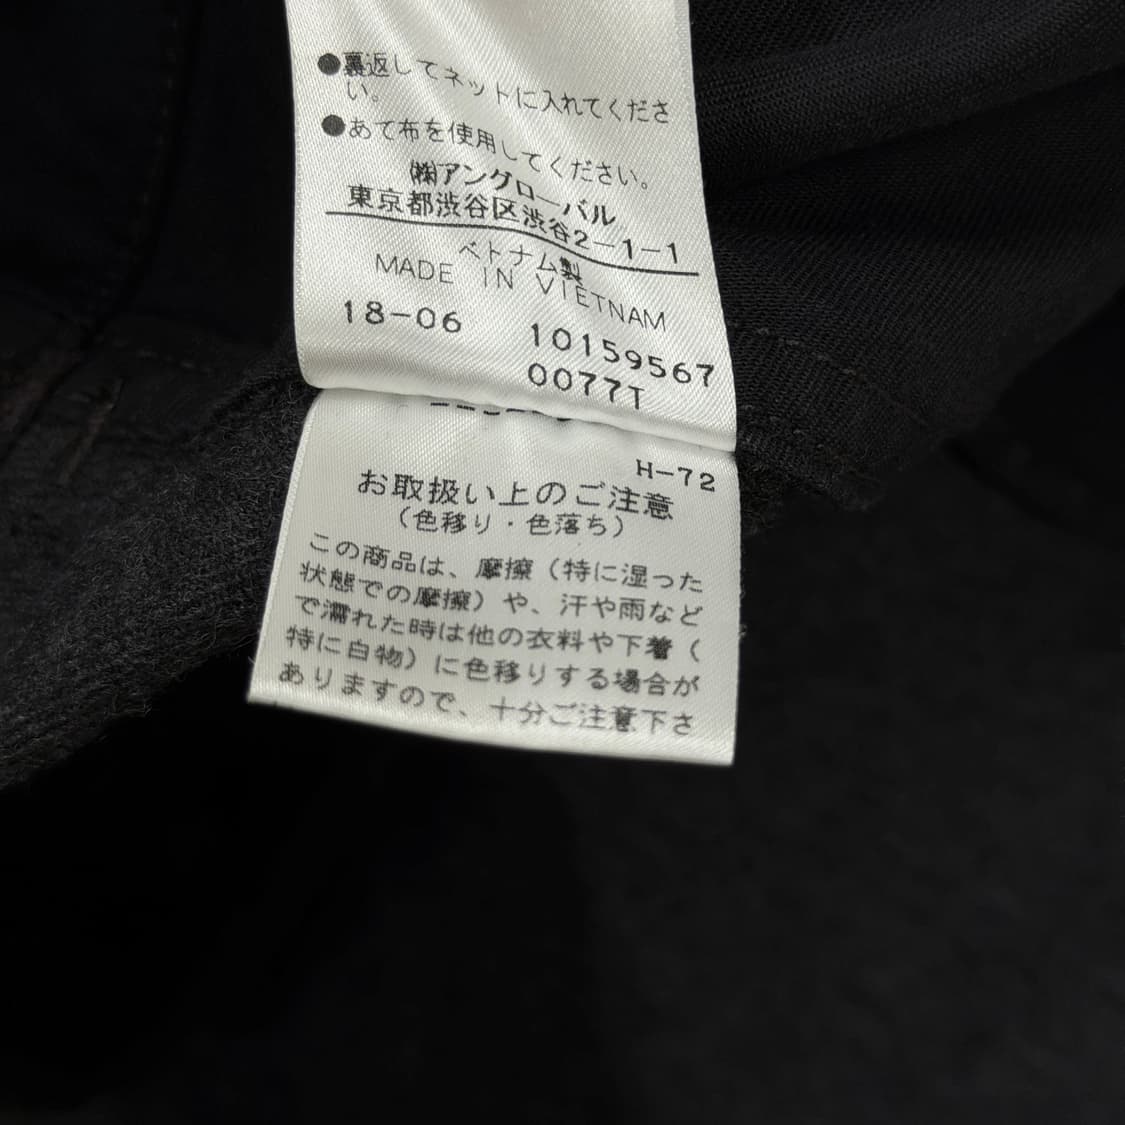 ●裏返してネットに入れてくださ
い。
●あて布を使用してください。
㈱アングローバル
東京都渋谷区渋谷2-1-1
ベトナム製
MADE IN VIETNAM
18-06 10159567
0077T
H-72
お取扱い上のご注意
(色移り・色落ち)
この商品は、摩擦(特に湿った
状態での摩擦)や、汗や雨など
で濡れた時は他の衣料や下着(
特に白物)に色移りする場合が
ありますので、十分ご注意下さ